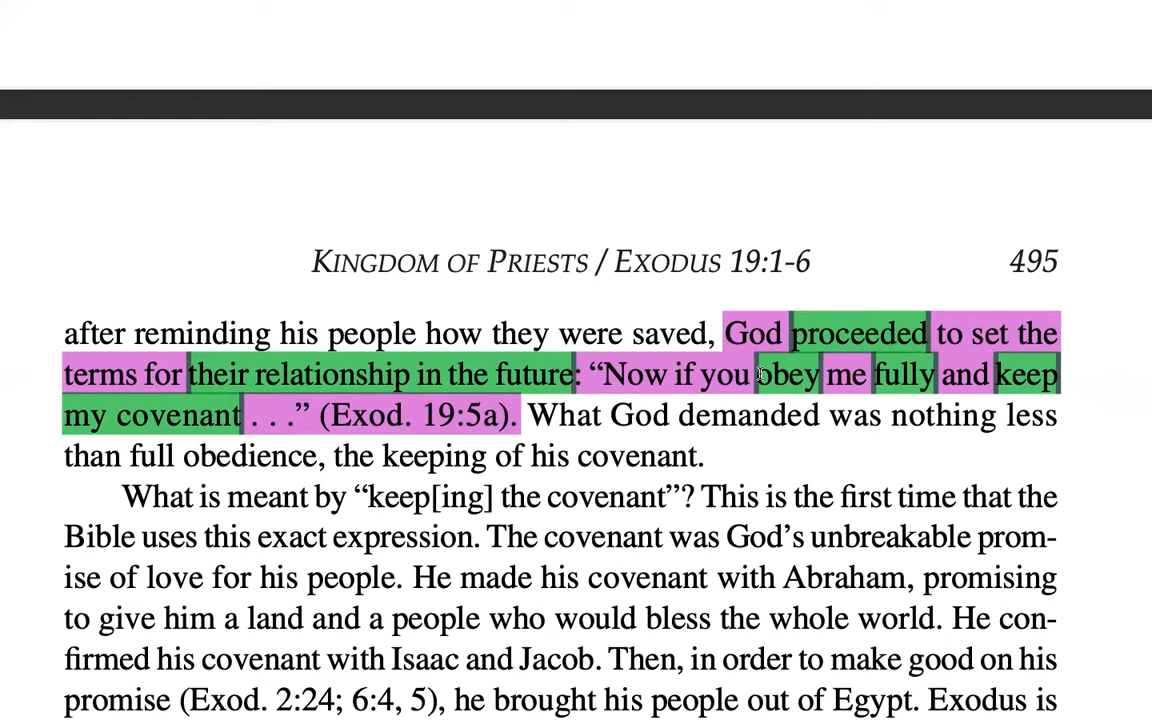 KINGDOM OF PRIESTS / EXODUS 19:1-6 495
after reminding his people how they were saved, God proceeded to set the
terms for their relationship in the future: “Now if you obey me fully and keep
my covenant . . .” (Exod. 19:5a). What God demanded was nothing less
than full obedience, the keeping of his covenant.
What is meant by “keep[ing] the covenant”? This is the first time that the
Bible uses this exact expression. The covenant was God’s unbreakable prom-
ise of love for his people. He made his covenant with Abraham, promising
to give him a land and a people who would bless the whole world. He con-
firmed his covenant with Isaac and Jacob. Then, in order to make good on his
promise (Exod. 2:24; 6:4, 5), he brought his people out of Egypt. Exodus is